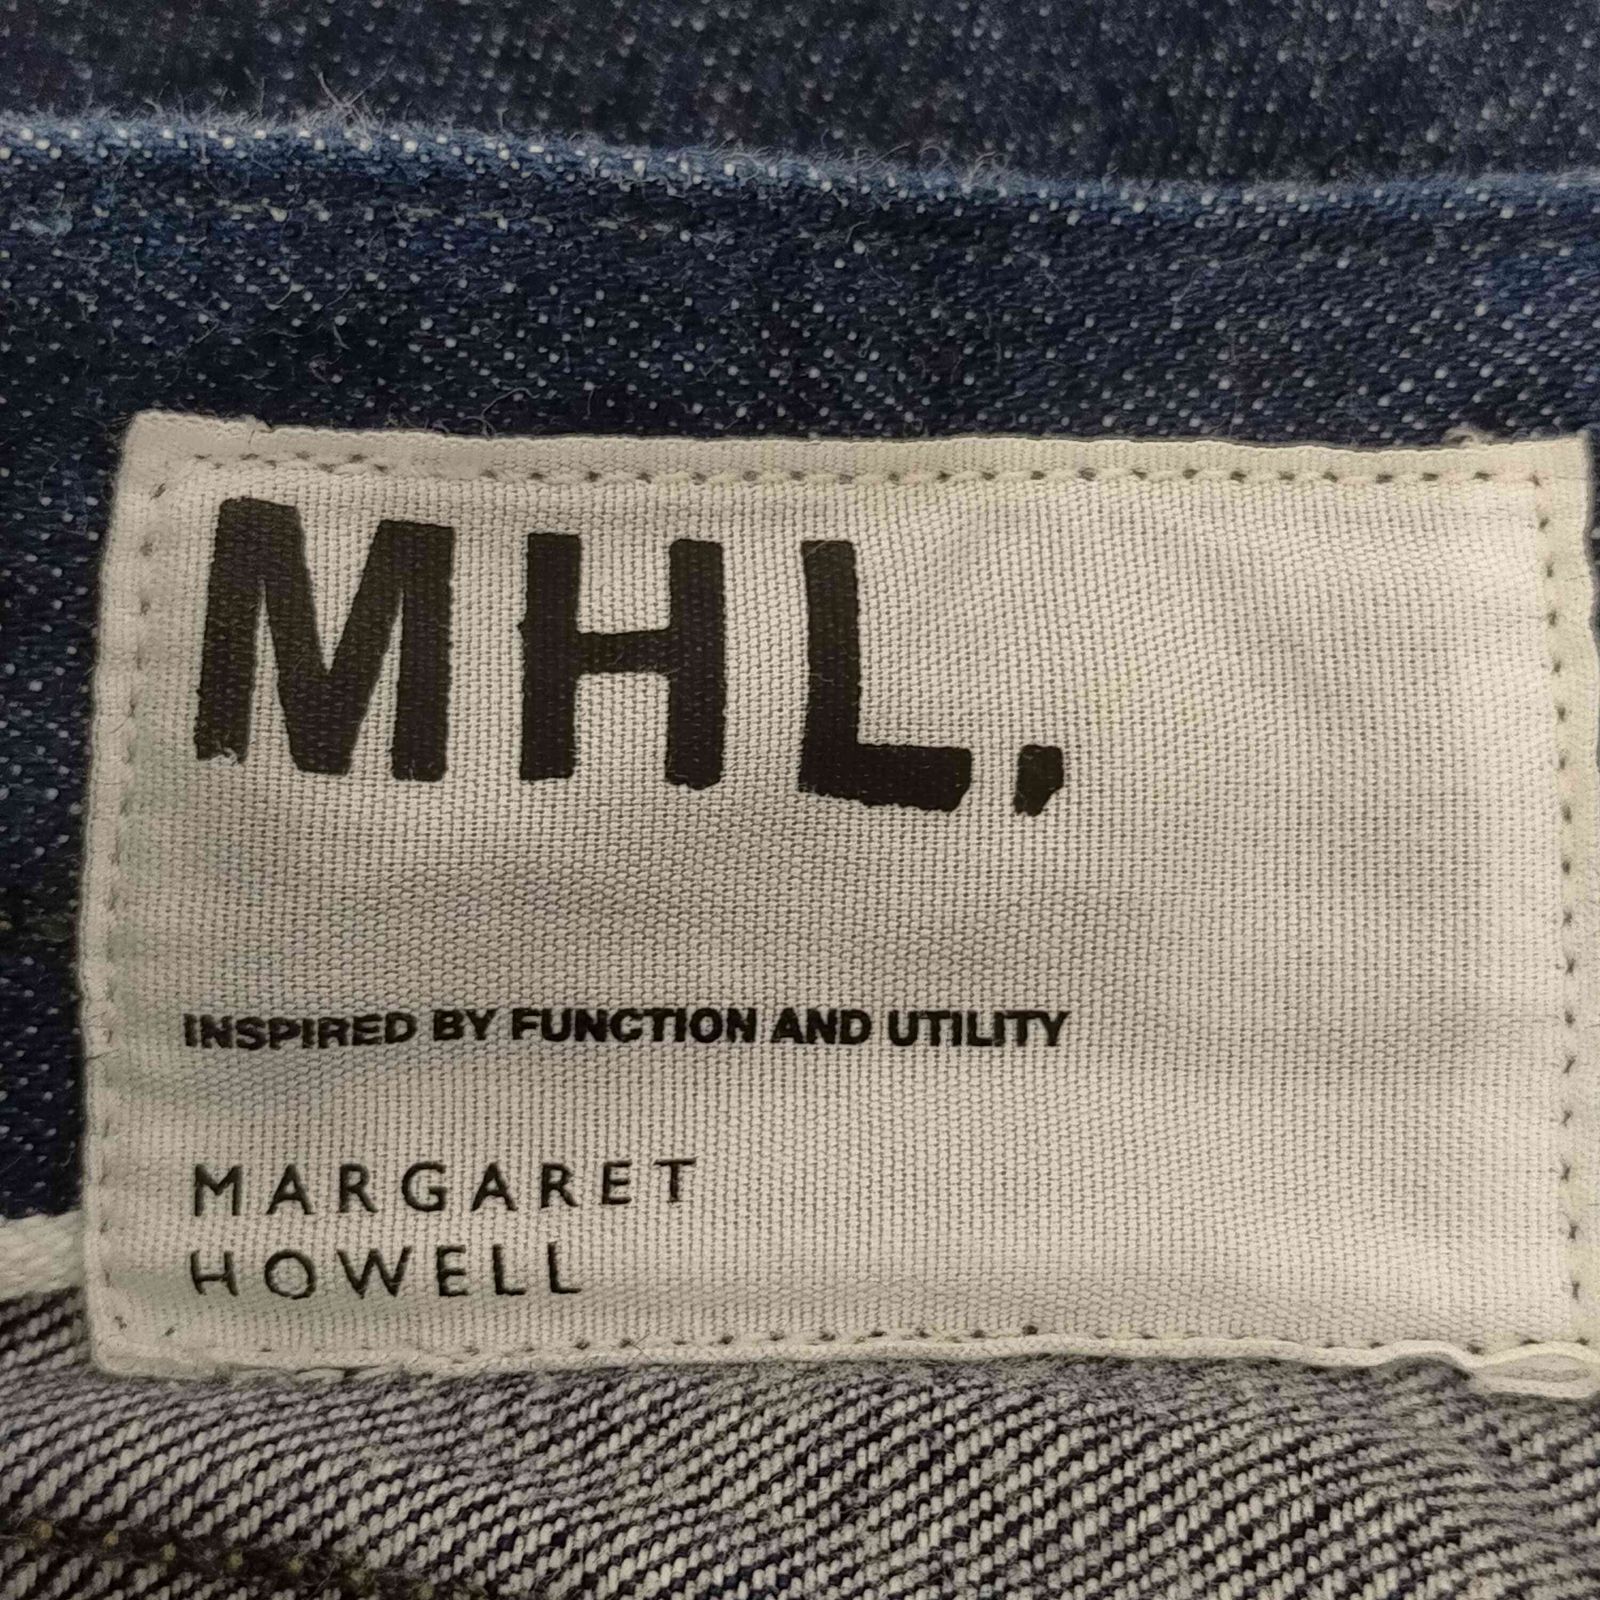 MHL.
INSPIRED BY FUNCTION AND UTILITY
MARGARET
HOWELL